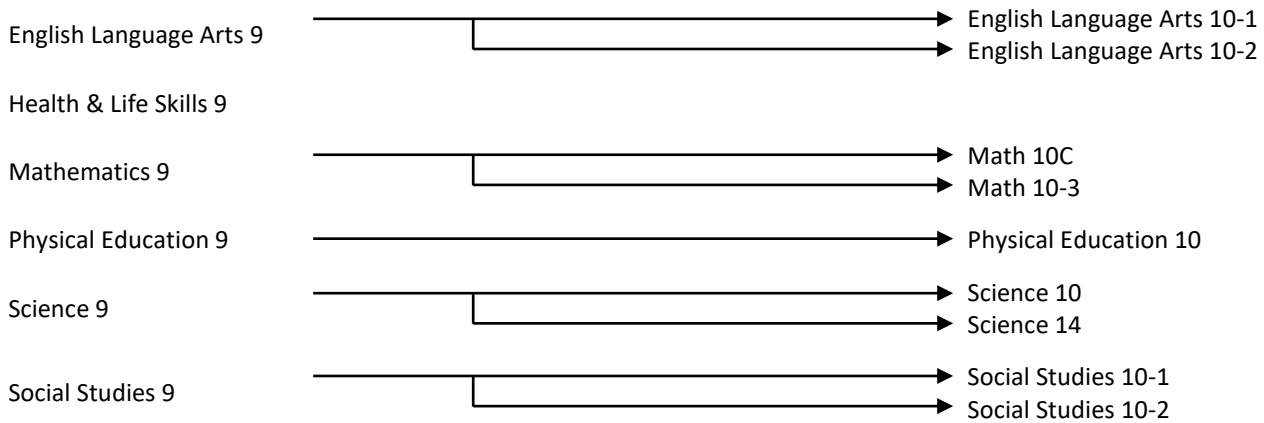 English Language Arts 9
English Language Arts 10-1
English Language Arts 10-2
Health & Life Skills 9
Mathematics 9
Math 10C
Math 10-3
Physical Education 9
Physical Education 10
Science 9
Science 10
Science 14
Social Studies 9
Social Studies 10-1
Social Studies 10-2